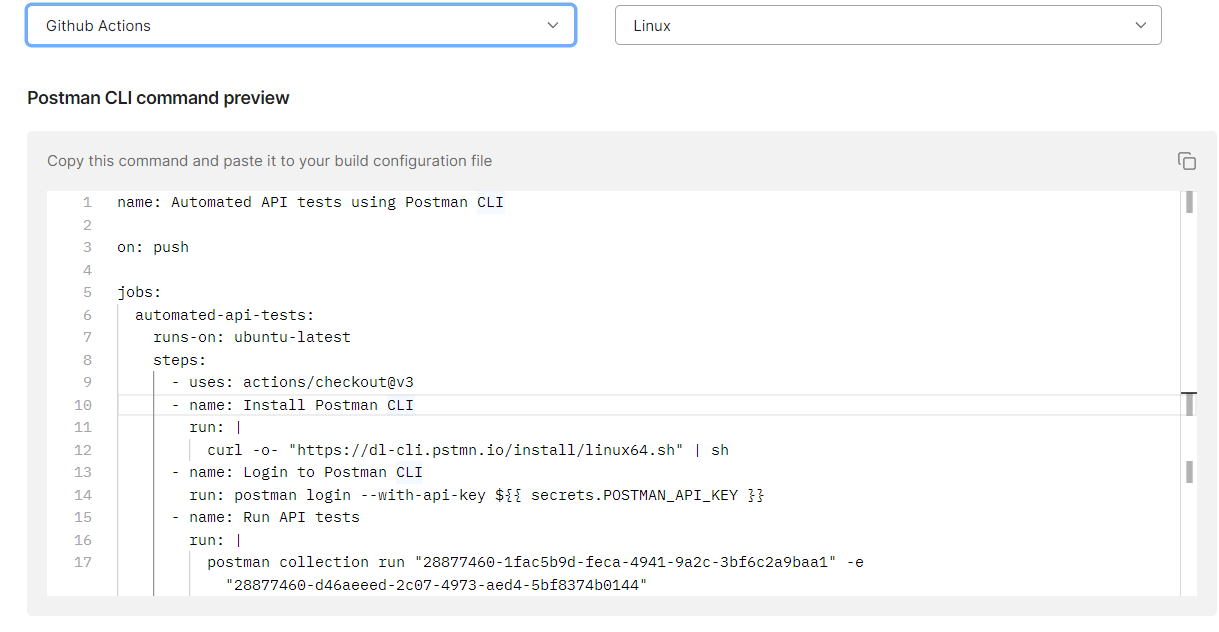 Github Actions
Linux
Postman CLI command preview
Copy this command and paste it to your build configuration file
1 name: Automated API tests using Postman CLI
2
3 on: push
4
5 jobs:
6 automated-api-tests:
7 runs-on: ubuntu-latest
8 steps:
9 - uses: actions/checkout@v3
10 - name: Install Postman CLI
11 run: |
12 curl -o- "https://dl-cli.pstmn.io/install/linux64.sh" | sh
13 - name: Login to Postman CLI
14 run: postman login --with-api-key ${{ secrets.POSTMAN_API_KEY }}
15 - name: Run API tests
16 run: |
17 postman collection run "28877460-1fac5b9d-feca-4941-9a2c-3bf6c2a9baa1" -e
"28877460-d46aeeed-2c07-4973-aed4-5bf8374b0144"